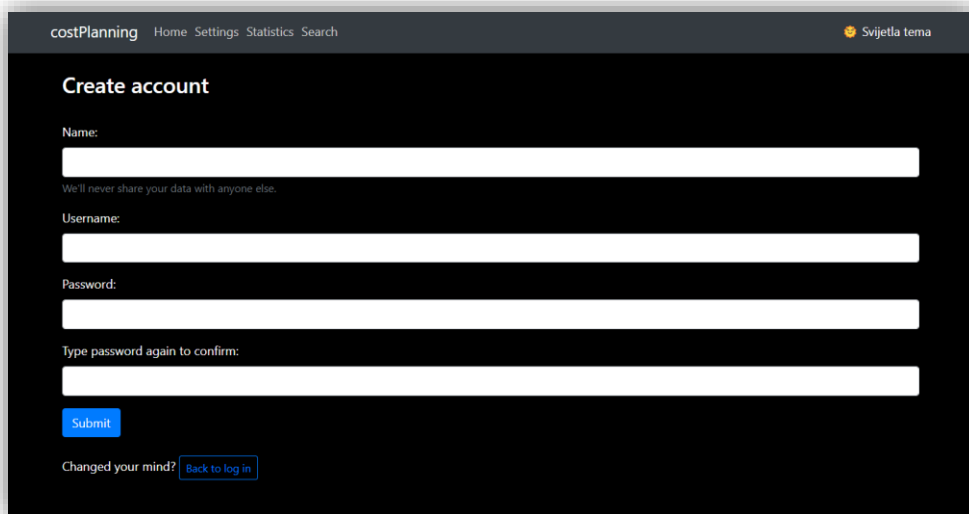 costPlanning Home Settings Statistics Search 🌞 Svijetla tema
Create account
Name:
We'll never share your data with anyone else.
Username:
Password:
Type password again to confirm:
Submit
Changed your mind? Back to log in